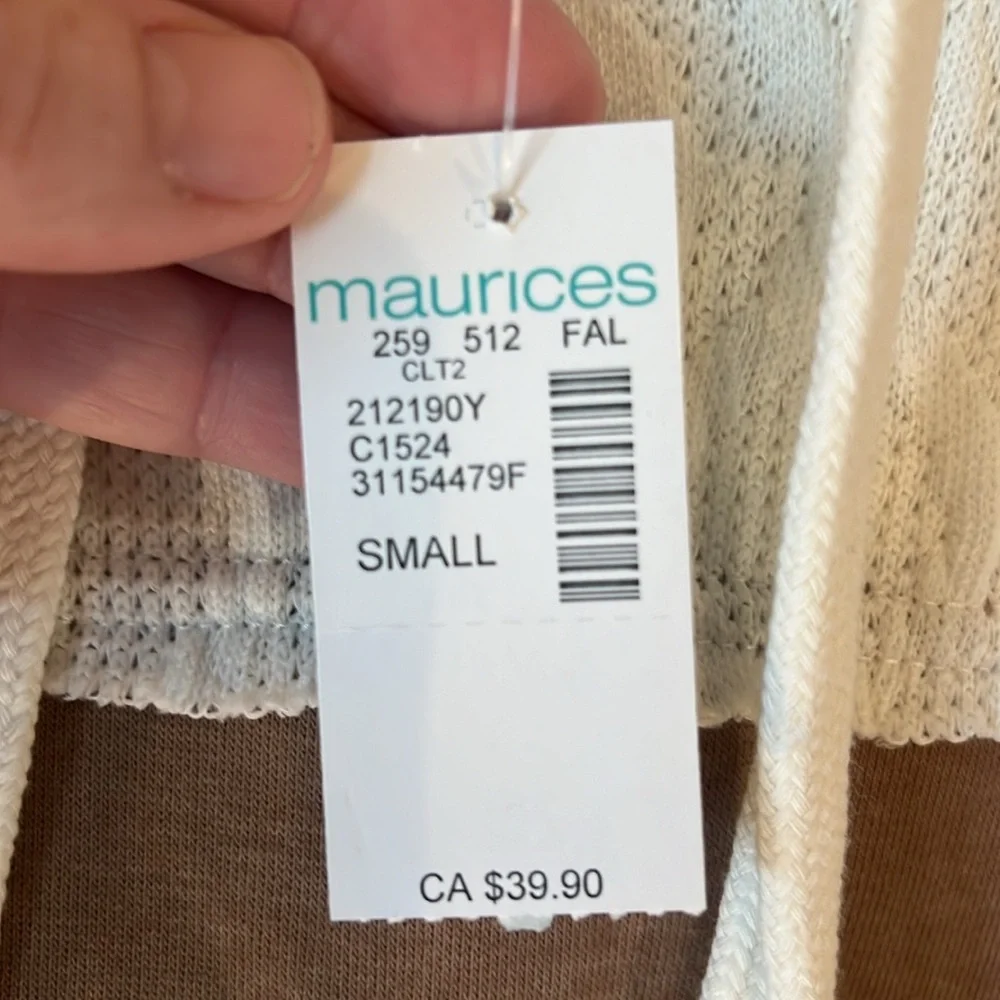 maurices
259 512 FAL
CLT2
212190Y
C1524
31154479F
SMALL
CA $39.90